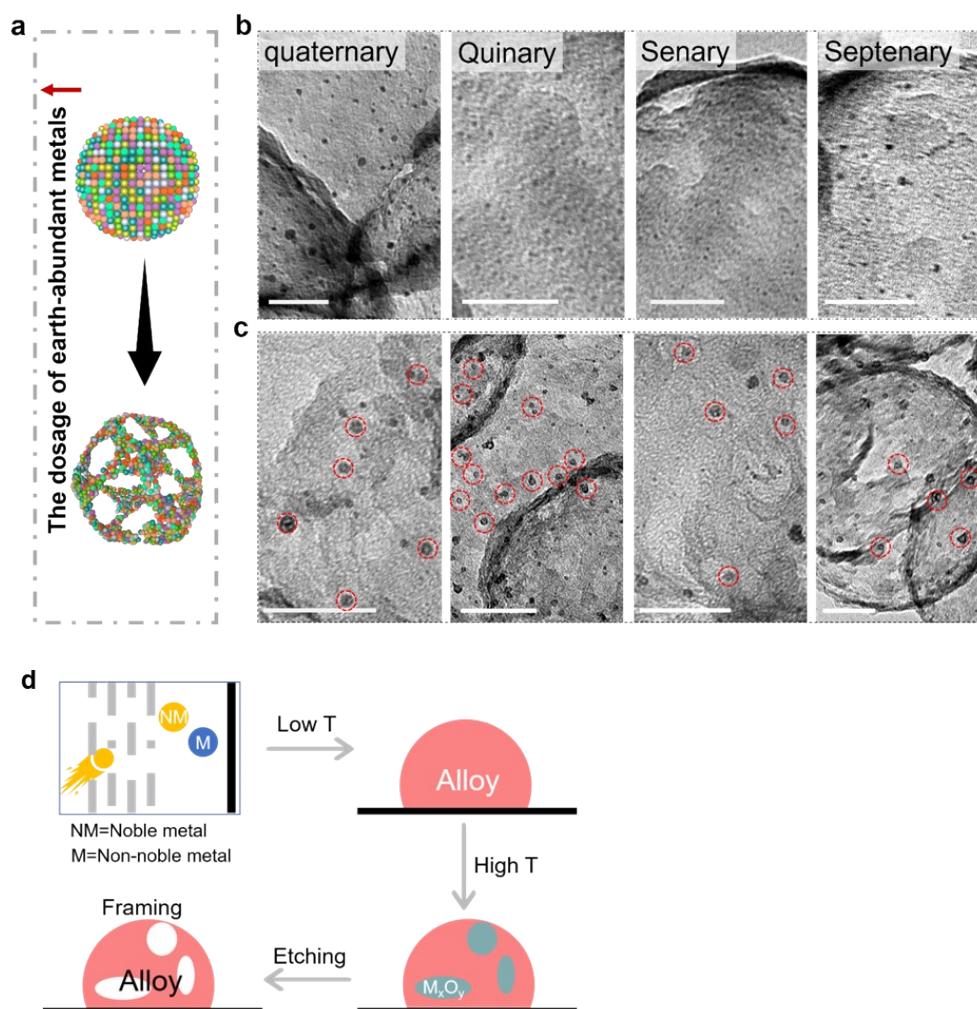 a
The dosage of earth-abundant metals
b
quaternary
Quinary
Senary
Septenary
c
d
NM
M
NM=Noble metal
M=Non-noble metal
Low T
Alloy
High T
MₓOᵧ
Etching
Framing
Alloy